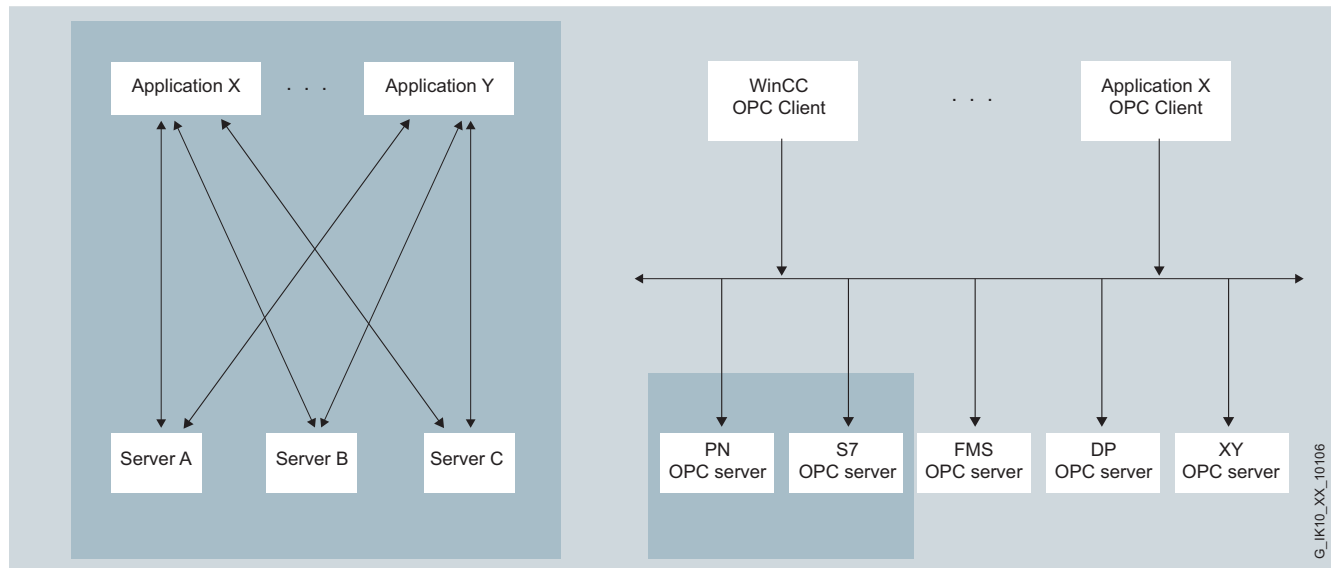 Application X
. . .
Application Y
Server A
Server B
Server C
WinCC
OPC Client
. . .
Application X
OPC Client
PN
OPC server
S7
OPC server
FMS
OPC server
DP
OPC server
XY
OPC server
G_IK10_XX_10106